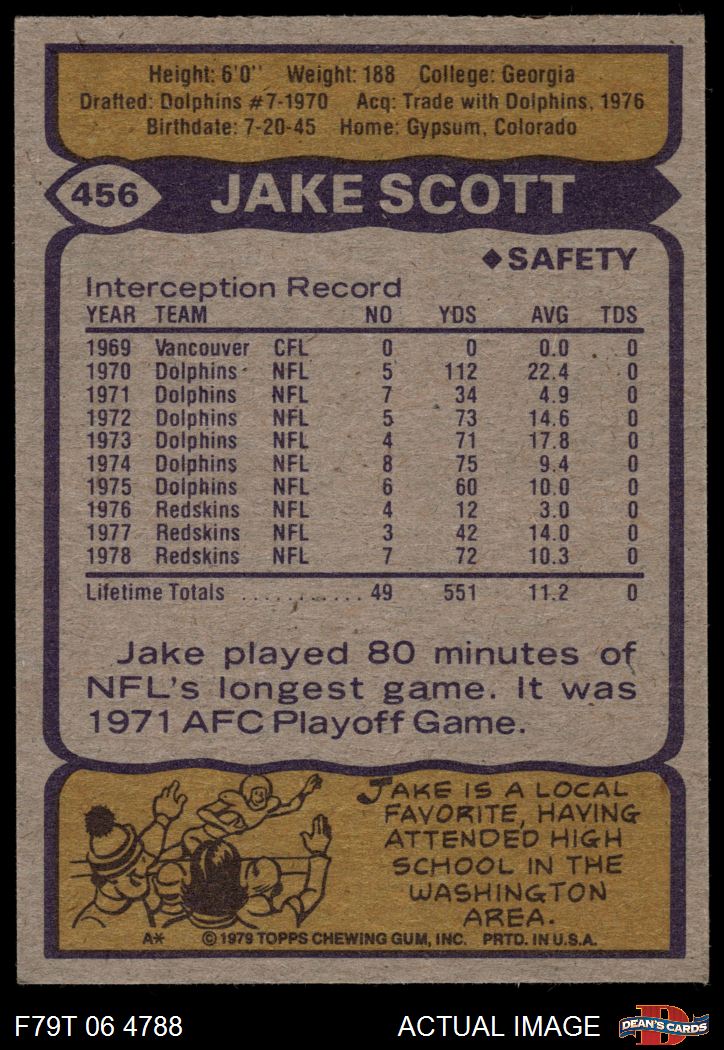 Height: 6'0'' Weight: 188 College: Georgia
Drafted: Dolphins #7-1970 Acq: Trade with Dolphins, 1976
Birthdate: 7-20-45 Home: Gypsum, Colorado
456 JAKE SCOTT
◆SAFETY
Interception Record
YEAR TEAM NO YDS AVG TDS
1969 Vancouver CFL 0 0 0.0 0
1970 Dolphins NFL 5 112 22.4 0
1971 Dolphins NFL 7 34 4.9 0
1972 Dolphins NFL 5 73 14.6 0
1973 Dolphins NFL 4 71 17.8 0
1974 Dolphins NFL 8 75 9.4 0
1975 Dolphins NFL 6 60 10.0 0
1976 Redskins NFL 4 12 3.0 0
1977 Redskins NFL 3 42 14.0 0
1978 Redskins NFL 7 72 10.3 0
Lifetime Totals ........... 49 551 11.2 0
Jake played 80 minutes of
NFL's longest game. It was
1971 AFC Playoff Game.
JAKE IS A LOCAL
FAVORITE, HAVING
ATTENDED HIGH
SCHOOL IN THE
WASHINGTON
AREA.
A* © 1979 TOPPS CHEWING GUM, INC. PRTD. IN U.S.A.
F79T 06 4788 ACTUAL IMAGE D DEAN'S CARDS